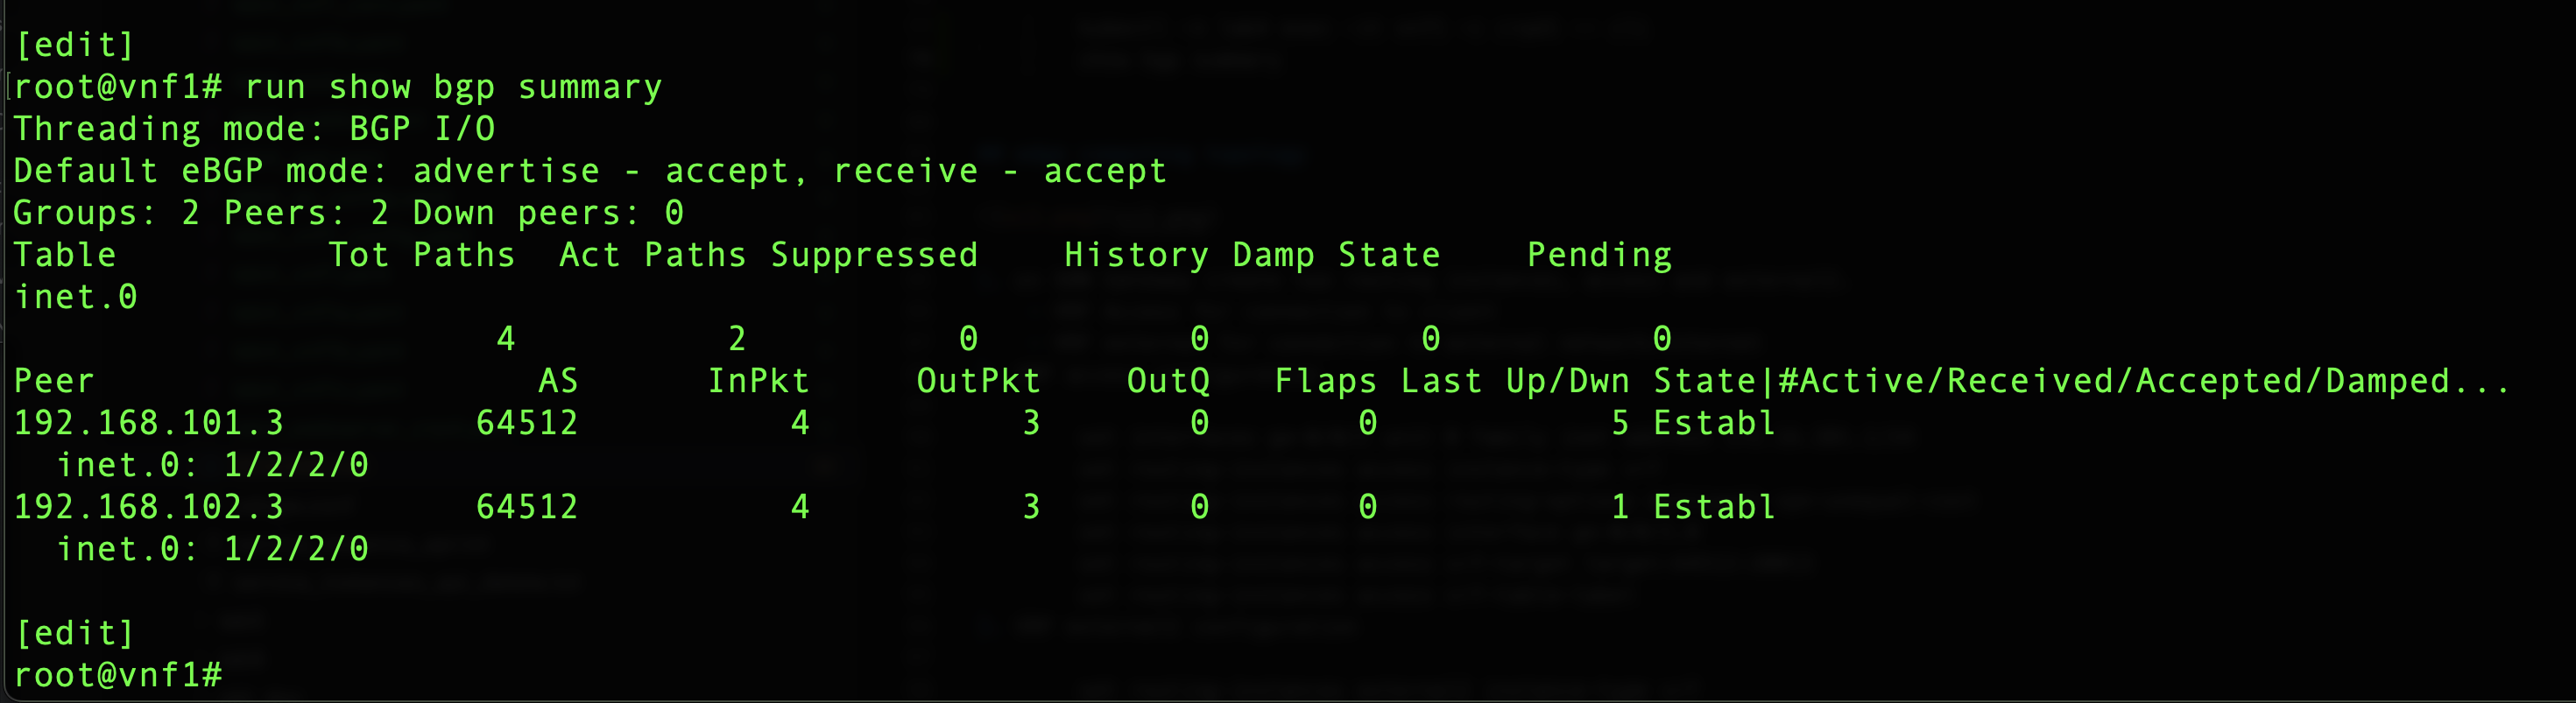 [edit]
root@vnf1# run show bgp summary
Threading mode: BGP I/O
Default eBGP mode: advertise - accept, receive - accept
Groups: 2 Peers: 2 Down peers: 0
Table          Tot Paths  Act Paths Suppressed    History Damp State    Pending
inet.0
                       4          2          0          0          0          0
Peer                     AS      InPkt     OutPkt    OutQ   Flaps Last Up/Dwn State|#Active/Received/Accepted/Damped...
192.168.101.3         64512          4          3       0       0           5 Establ
  inet.0: 1/2/2/0
192.168.102.3         64512          4          3       0       0           1 Establ
  inet.0: 1/2/2/0
[edit]
root@vnf1#